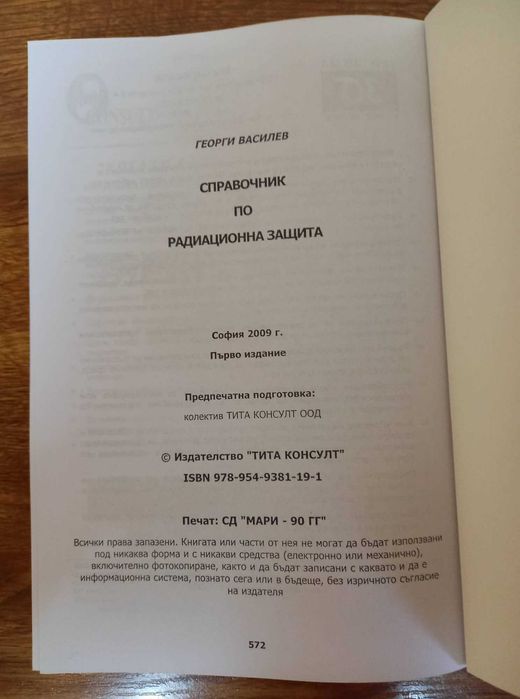 ГЕОРГИ ВАСИЛЕВ
СПРАВОЧНИК
ПО
РАДИАЦИОННА ЗАЩИТА
София 2009 г.
Първо издание
Предпечатна подготовка:
колектив ТИТА КОНСУЛТ ООД
© Издателство "ТИТА КОНСУЛТ"
ISBN 978-954-9381-19-1
Печат: СД "МАРИ - 90 ГГ"
Всички права запазени. Книгата или части от нея не могат да бъдат използвани
под никаква форма и с никакви средства (електронно или механично),
включително фотокопиране, както и да бъдат записани с каквато и да е
информационна система, познато сега или в бъдеще, без изричното съгласие
на издателя
572